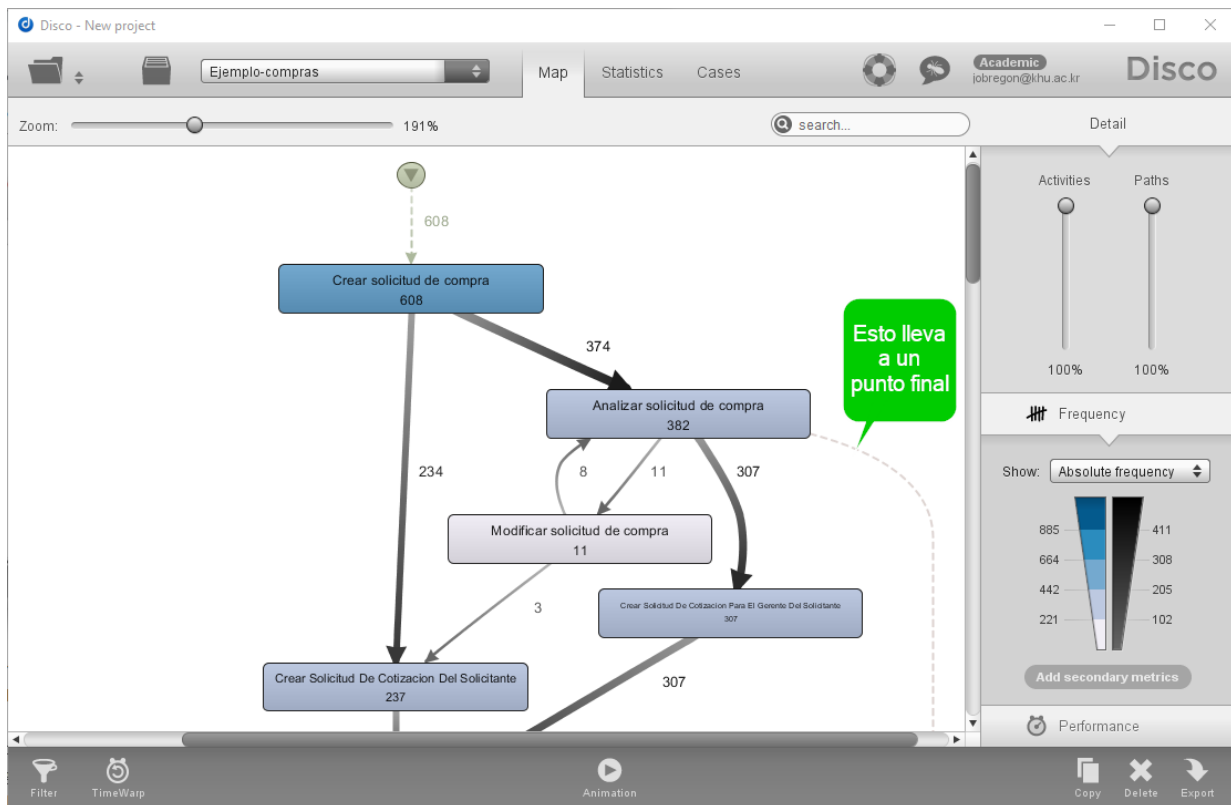 Disco - New project
Ejemplo-compras
Map
Statistics
Cases
Academic
jobregon@khu.ac.kr
Disco
Zoom:
191%
search...
Detail
608
Crear solicitud de compra
608
374
Esto lleva
a un
punto final
Analizar solicitud de compra
382
234
8
11
307
Modificar solicitud de compra
11
3
Crear Solicitud De Cotizacion Para El Gerente Del Solicitante
307
Crear Solicitud De Cotizacion Del Solicitante
237
307
Activities
Paths
100%
100%
Frequency
Show:
Absolute frequency
885
411
664
308
442
205
221
102
Add secondary metrics
Performance
Filter
TimeWarp
Animation
Copy
Delete
Export